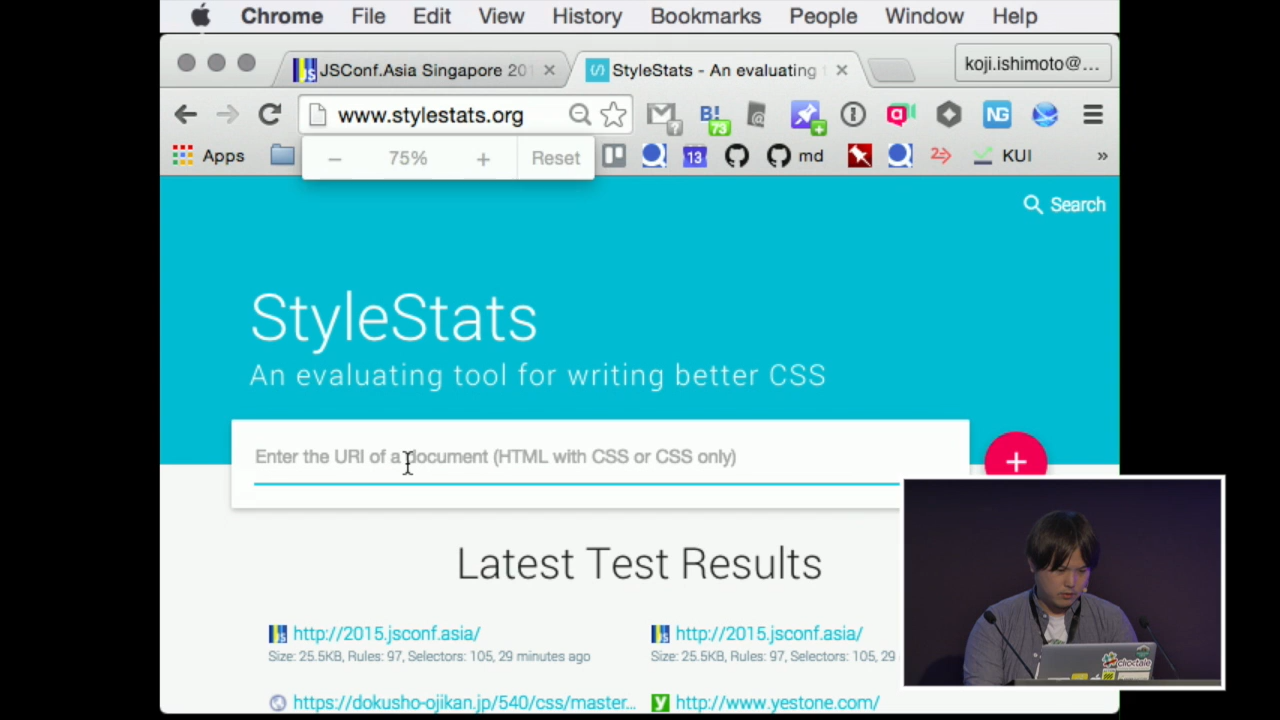 Chrome File Edit View History Bookmarks People Window Help
JSConf.Asia Singapore 20
StyleStats - An evaluating
koji.ishimoto@...
www.stylestats.org
B! 73
NG
Apps
13
md
KUI
»
− 75% + Reset
Search
StyleStats
An evaluating tool for writing better CSS
Enter the URI of a document (HTML with CSS or CSS only)
+
Latest Test Results
http://2015.jsconf.asia/
Size: 25.5KB, Rules: 97, Selectors: 105, 29 minutes ago
http://2015.jsconf.asia/
Size: 25.5KB, Rules: 97, Selectors: 105, 29
https://dokusho-ojikan.jp/540/css/master...
http://www.yestone.com/
clicktale